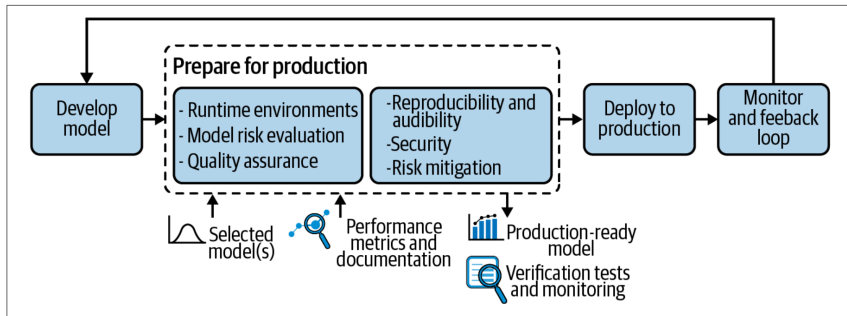 Prepare for production
Develop
model
- Runtime environments
- Model risk evaluation
- Quality assurance
-Reproducibility and
audibility
-Security
-Risk mitigation
Deploy to
production
Monitor
and feeback
loop
Selected
model(s)
Performance
metrics and
documentation
Production-ready
model
Verification tests
and monitoring